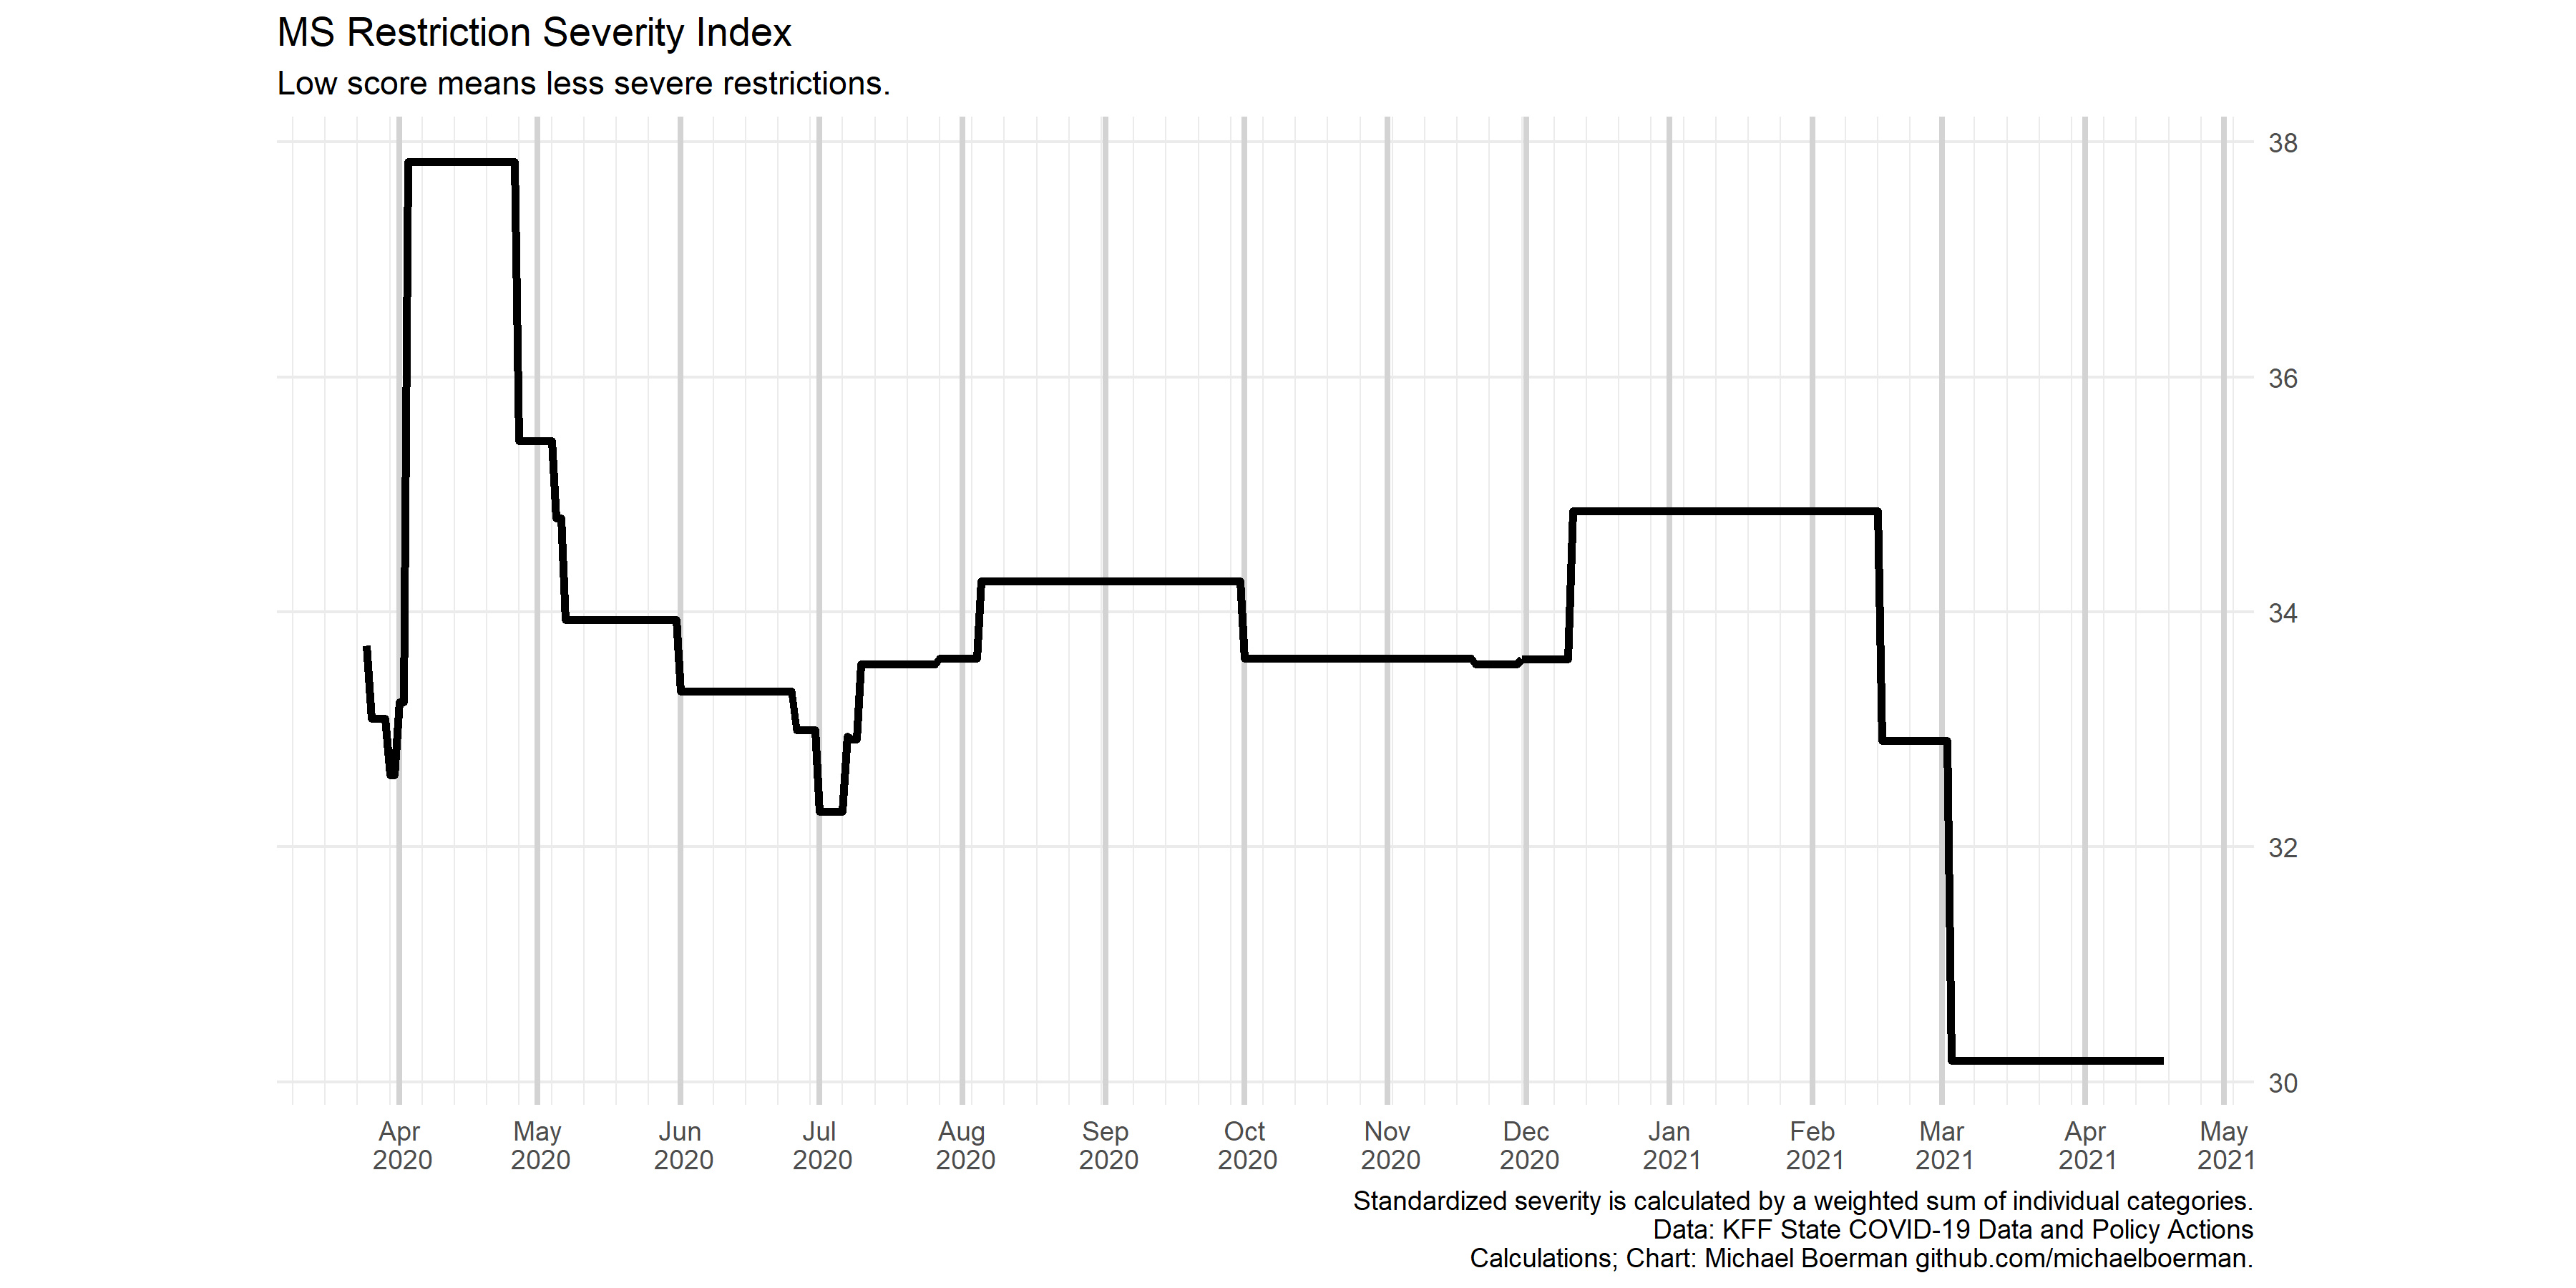 MS Restriction Severity Index
Low score means less severe restrictions.
38
36
34
32
30
Apr May Jun Jul Aug Sep Oct Nov Dec Jan Feb Mar Apr May
2020 2020 2020 2020 2020 2020 2020 2020 2020 2021 2021 2021 2021 2021
Standardized severity is calculated by a weighted sum of individual categories.
Data: KFF State COVID-19 Data and Policy Actions
Calculations; Chart: Michael Boerman github.com/michaelboerman.